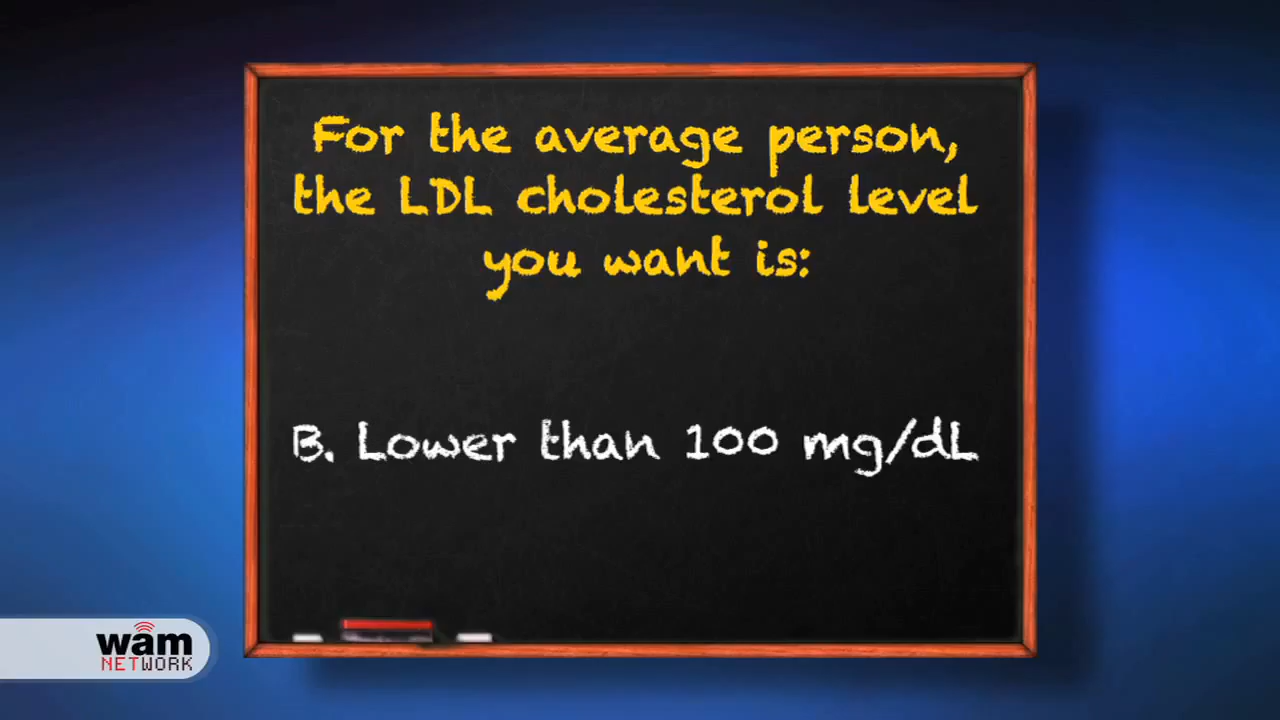 For the average person,
the LDL cholesterol level
you want is:
B. Lower than 100 mg/dL
wam
NETWORK